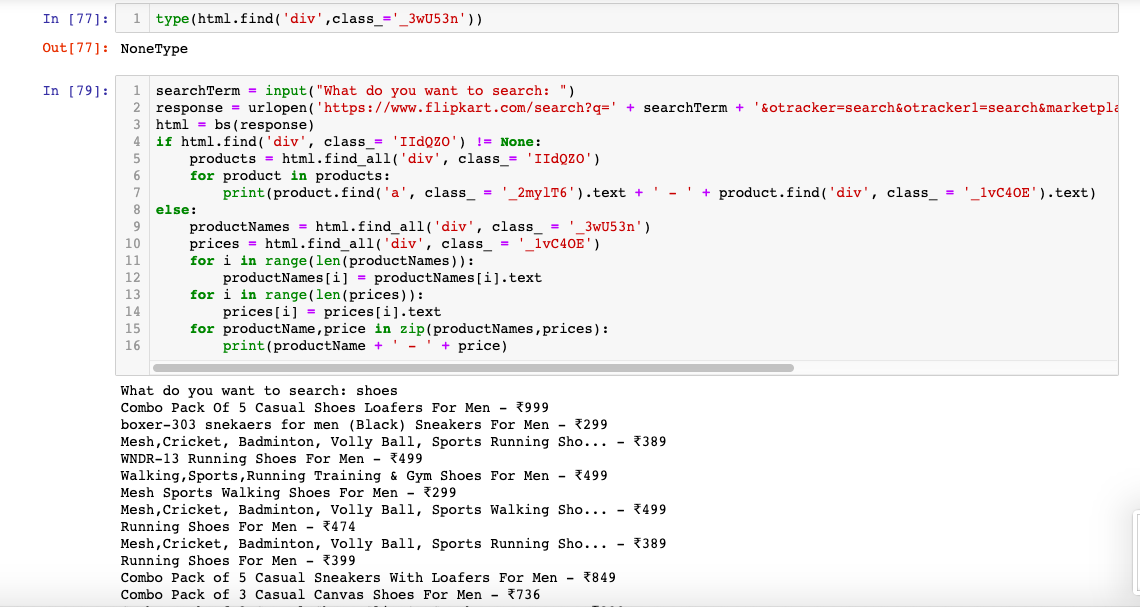 In [77]: 1 type(html.find('div',class_='_3wU53n'))
Out[77]: NoneType
In [79]: 1 searchTerm = input("What do you want to search: ")
2 response = urlopen('https://www.flipkart.com/search?q=' + searchTerm + '&otracker=search&otracker1=search&marketpla
3 html = bs(response)
4 if html.find('div', class_= 'IIdQZO') != None:
5 products = html.find_all('div', class_= 'IIdQZO')
6 for product in products:
7 print(product.find('a', class_ = '_2mylT6').text + ' - ' + product.find('div', class_ = '_1vC4OE').text)
8 else:
9 productNames = html.find_all('div', class_ = '_3wU53n')
10 prices = html.find_all('div', class_ = '_1vC4OE')
11 for i in range(len(productNames)):
12 productNames[i] = productNames[i].text
13 for i in range(len(prices)):
14 prices[i] = prices[i].text
15 for productName,price in zip(productNames,prices):
16 print(productName + ' - ' + price)
What do you want to search: shoes
Combo Pack Of 5 Casual Shoes Loafers For Men - ₹999
boxer-303 snekaers for men (Black) Sneakers For Men - ₹299
Mesh,Cricket, Badminton, Volly Ball, Sports Running Sho... - ₹389
WNDR-13 Running Shoes For Men - ₹499
Walking,Sports,Running Training & Gym Shoes For Men - ₹499
Mesh Sports Walking Shoes For Men - ₹299
Mesh,Cricket, Badminton, Volly Ball, Sports Walking Sho... - ₹499
Running Shoes For Men - ₹474
Mesh,Cricket, Badminton, Volly Ball, Sports Running Sho... - ₹389
Running Shoes For Men - ₹399
Combo Pack of 5 Casual Sneakers With Loafers For Men - ₹849
Combo Pack of 3 Casual Canvas Shoes For Men - ₹736